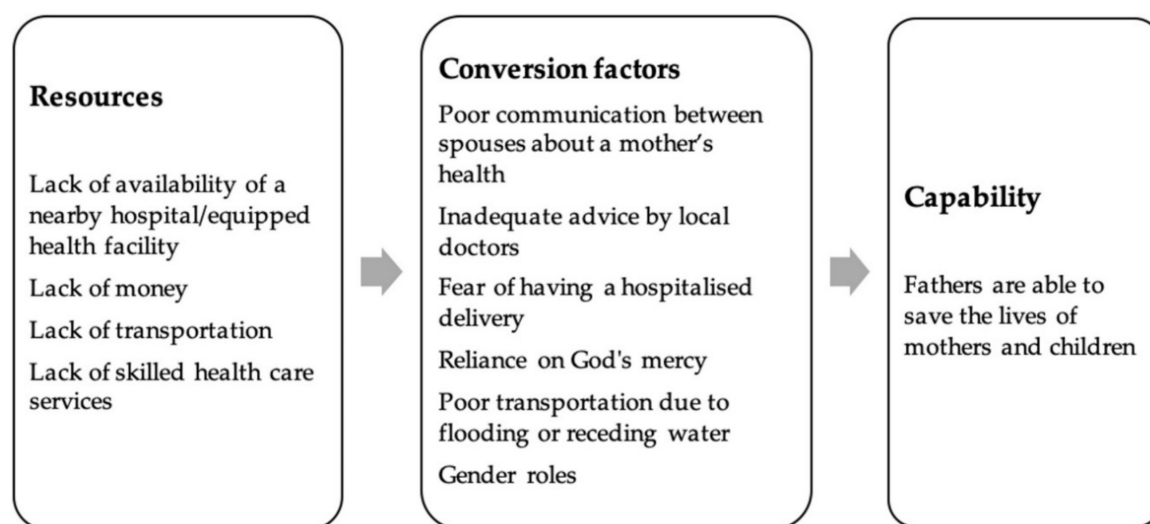 Resources
Lack of availability of a
nearby hospital/equipped
health facility
Lack of money
Lack of transportation
Lack of skilled health care
services
Conversion factors
Poor communication between
spouses about a mother’s
health
Inadequate advice by local
doctors
Fear of having a hospitalised
delivery
Reliance on God's mercy
Poor transportation due to
flooding or receding water
Gender roles
Capability
Fathers are able to
save the lives of
mothers and children